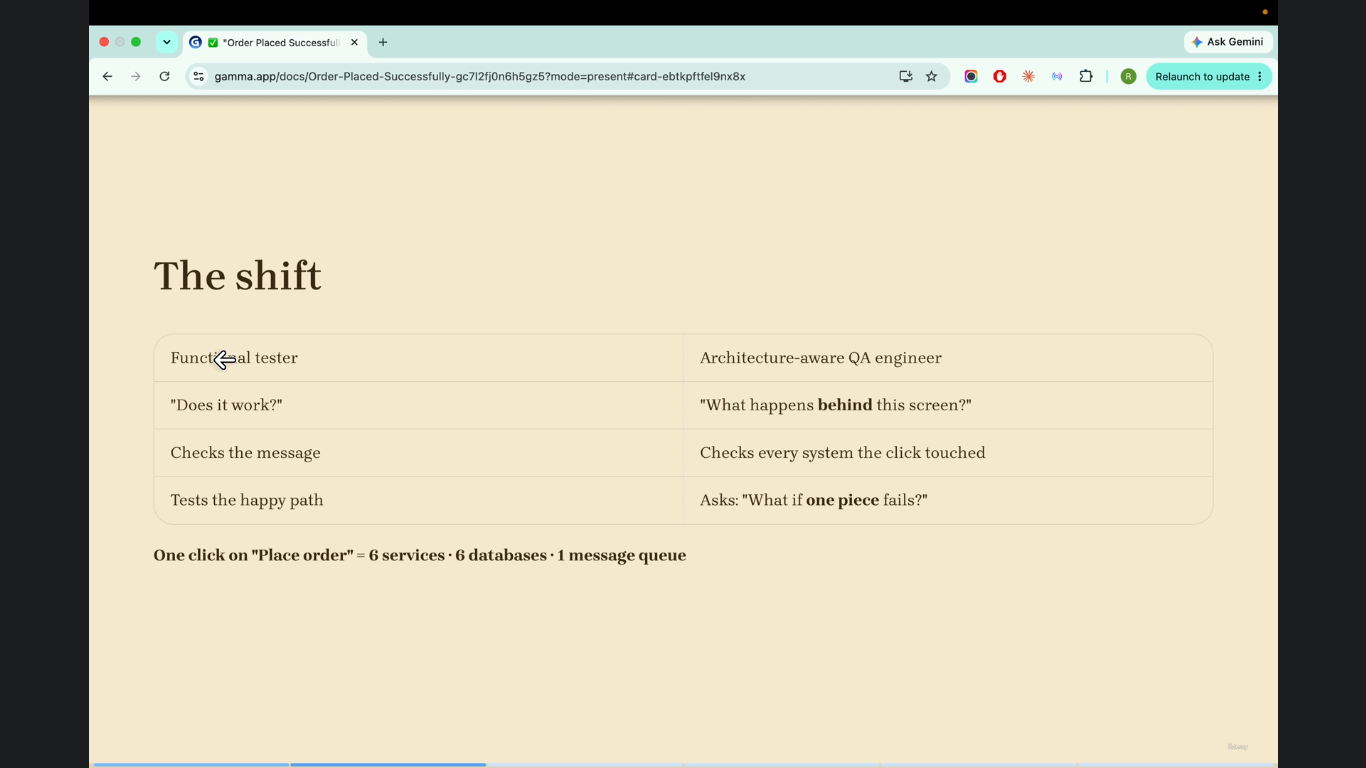 ✅ "Order Placed Successful
Ask Gemini
gamma.app/docs/Order-Placed-Successfully-gc7l2fj0n6h5gz5?mode=present#card-ebtkpftfel9nx8x
R
Relaunch to update
The shift
Functional tester
Architecture-aware QA engineer
"Does it work?"
"What happens behind this screen?"
Checks the message
Checks every system the click touched
Tests the happy path
Asks: "What if one piece fails?"
One click on "Place order" = 6 services · 6 databases · 1 message queue
Udemy